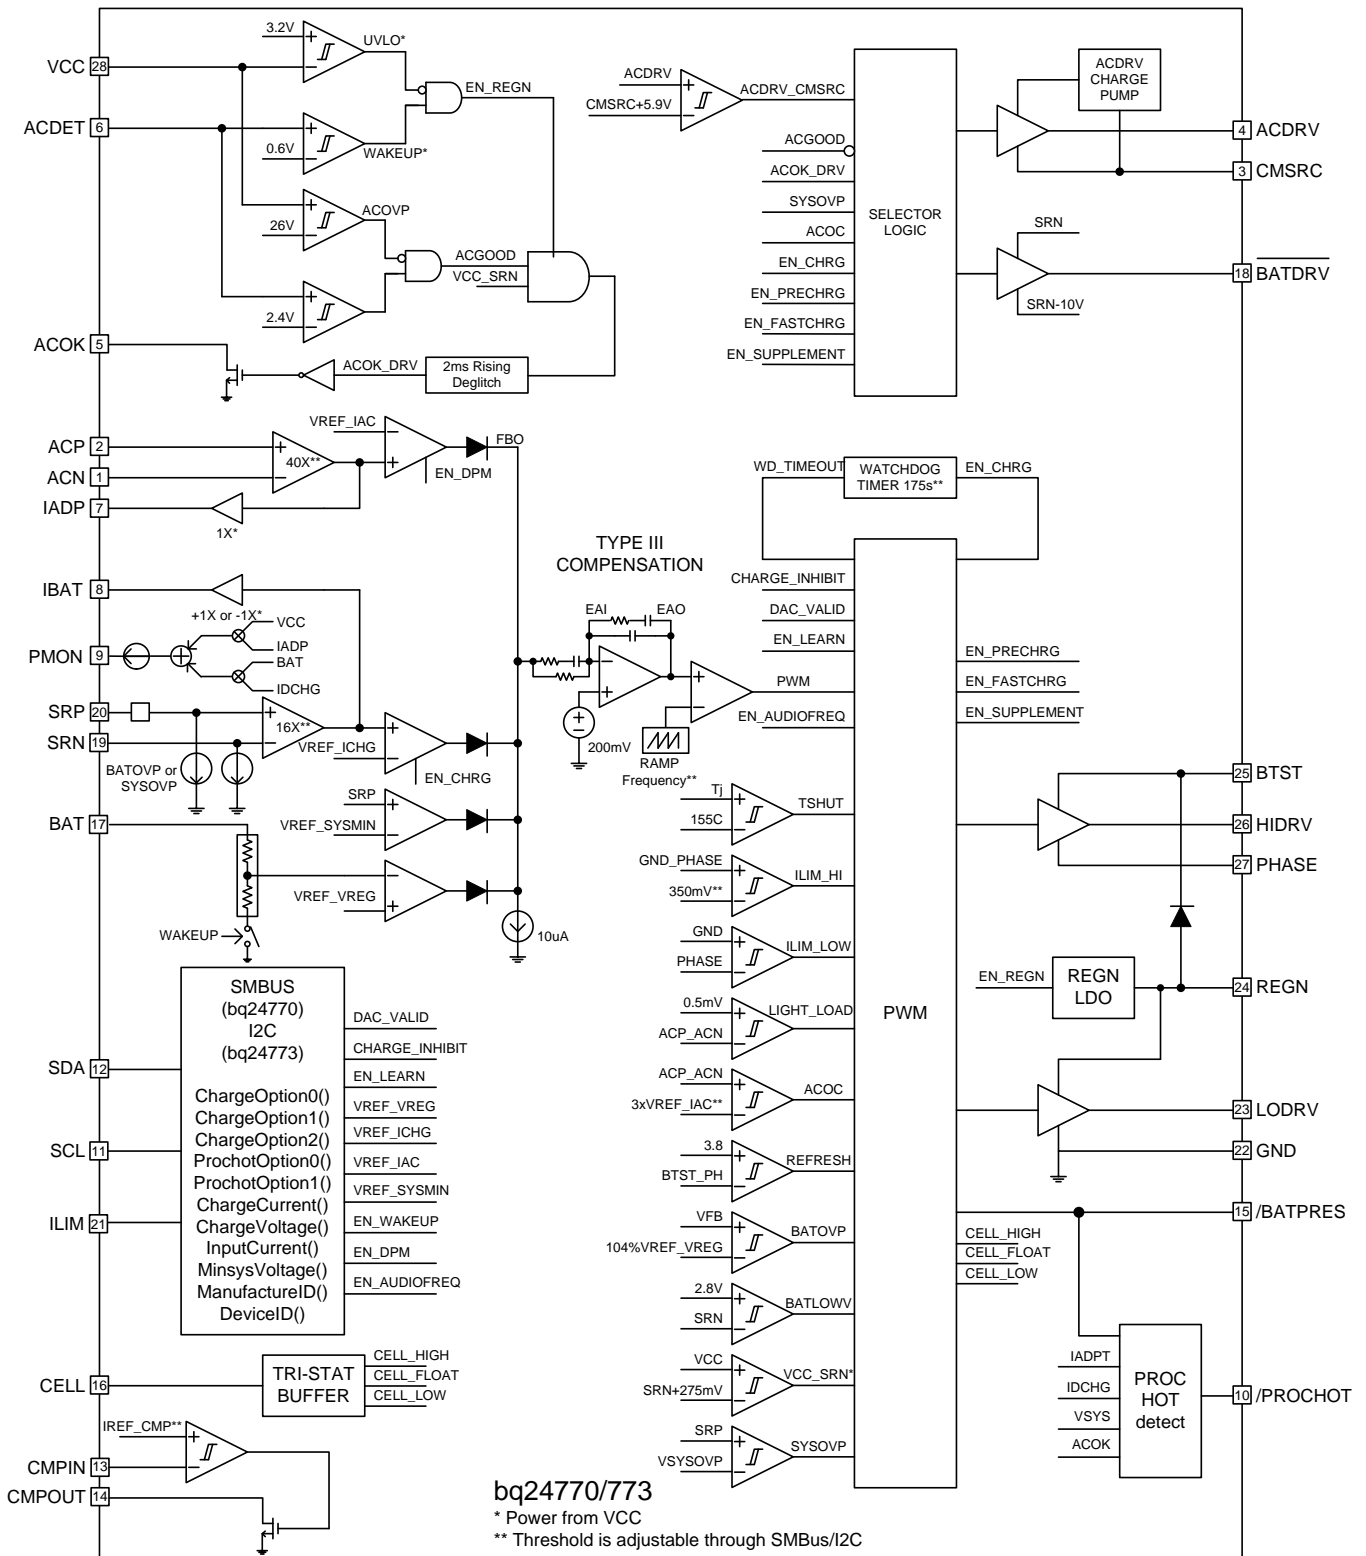 3.2V
UVLO*
VCC 28
EN_REGN
ACDET 6
0.6V
WAKEUP*
ACOVP
26V
ACGOOD
VCC_SRN
2.4V
ACOK 5
ACOK_DRV
2ms Rising
Deglitch
ACDRV
CMSRC+5.9V
ACDRV_CMSRC
ACGOOD
ACOK_DRV
SYSOVP
ACOC
EN_CHRG
EN_PRECHRG
EN_FASTCHRG
EN_SUPPLEMENT
SELECTOR
LOGIC
ACDRV
CHARGE
PUMP
4 ACDRV
3 CMSRC
SRN
18 BATDRV
SRN-10V
VREF_IAC
FBO
ACP 2
40X**
ACN 1
EN_DPM
IADP 7
1X*
WD_TIMEOUT
WATCHDOG
TIMER 175s**
EN_CHRG
TYPE III
COMPENSATION
IBAT 8
+1X or -1X*
VCC
IADP
PMON 9
BAT
IDCHG
SRP 20
16X**
SRN 19
VREF_ICHG
BATOVP or
SYSOVP
EN_CHRG
SRP
VREF_SYSMIN
BAT 17
VREF_VREG
WAKEUP
10uA
EAI
EAO
200mV
RAMP
Frequency**
CHARGE_INHIBIT
DAC_VALID
EN_LEARN
PWM
EN_AUDIOFREQ
EN_PRECHRG
EN_FASTCHRG
EN_SUPPLEMENT
Tj
155C
TSHUT
GND_PHASE
350mV**
ILIM_HI
GND
PHASE
ILIM_LOW
0.5mV
ACP_ACN
LIGHT_LOAD
ACP_ACN
3xVREF_IAC**
ACOC
3.8
BTST_PH
REFRESH
VFB
104%VREF_VREG
BATOVP
2.8V
SRN
BATLOWV
VCC
SRN+275mV
VCC_SRN*
SRP
VSYSOVP
SYSOVP
PWM
25 BTST
26 HIDRV
27 PHASE
EN_REGN
REGN
LDO
24 REGN
23 LODRV
22 GND
15 /BATPRES
CELL_HIGH
CELL_FLOAT
CELL_LOW
IADPT
IDCHG
VSYS
ACOK
PROC
HOT
detect
10 /PROCHOT
SMBUS
(bq24770)
I2C
(bq24773)
ChargeOption0()
ChargeOption1()
ChargeOption2()
ProchotOption0()
ProchotOption1()
ChargeCurrent()
ChargeVoltage()
InputCurrent()
MinsysVoltage()
ManufactureID()
DeviceID()
DAC_VALID
CHARGE_INHIBIT
EN_LEARN
VREF_VREG
VREF_ICHG
VREF_IAC
VREF_SYSMIN
EN_WAKEUP
EN_DPM
EN_AUDIOFREQ
SDA 12
SCL 11
ILIM 21
CELL 16
TRI-STAT
BUFFER
CELL_HIGH
CELL_FLOAT
CELL_LOW
IREF_CMP**
CMPIN 13
CMPOUT 14
bq24770/773
* Power from VCC
** Threshold is adjustable through SMBus/I2C